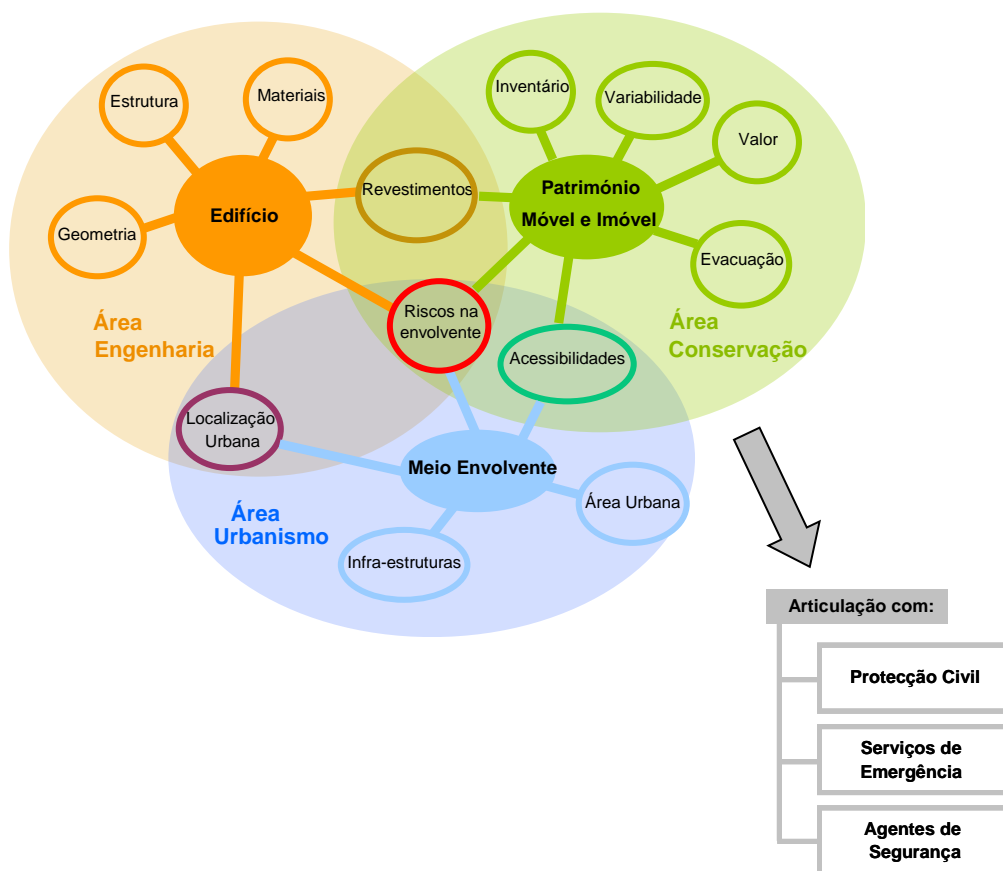 Estrutura
Materiais
Geometria
Edifício
Revestimentos
Inventário
Variabilidade
Valor
Património
Móvel e Imóvel
Evacuação
Área
Engenharia
Riscos na
envolvente
Acessibilidades
Área
Conservação
Localização
Urbana
Meio Envolvente
Área Urbana
Área
Urbanismo
Infra-estruturas
Articulação com:
Protecção Civil
Serviços de
Emergência
Agentes de
Segurança